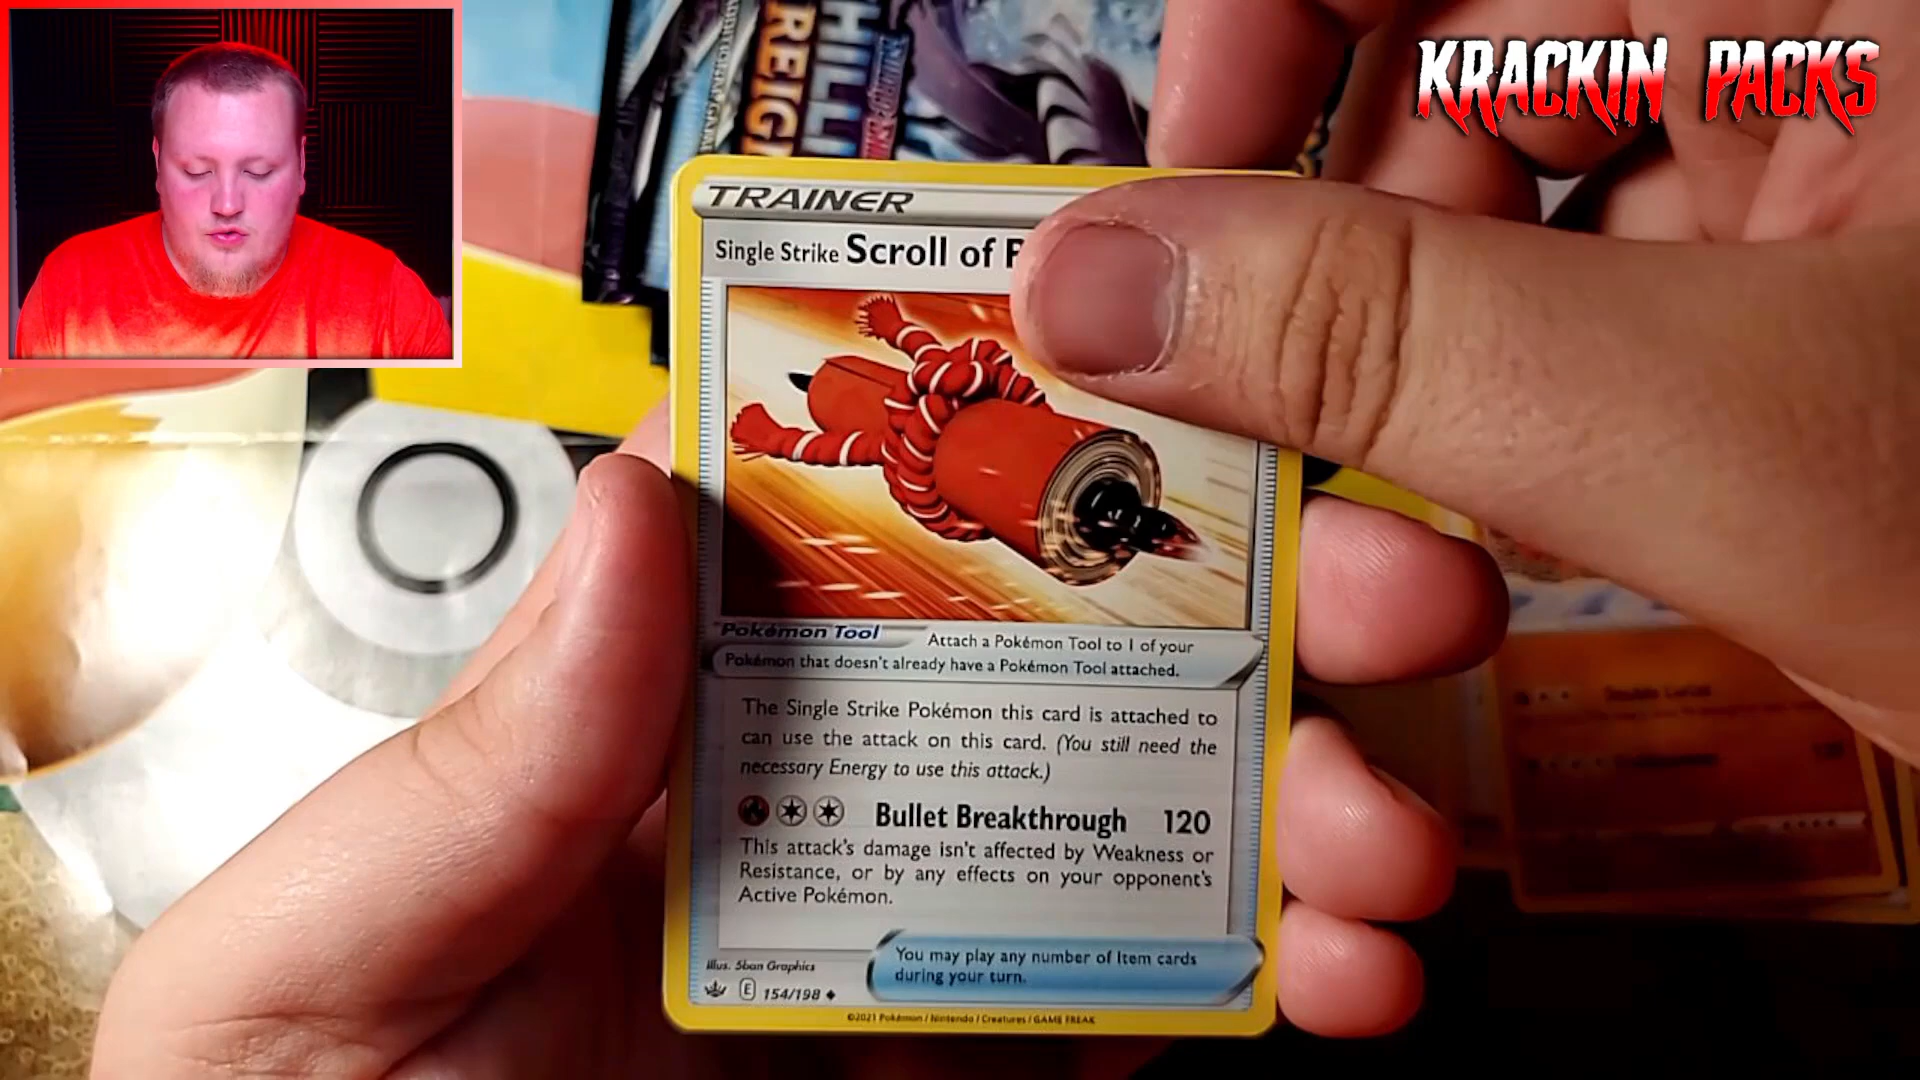 KRACKIN PACKS
CHILLI
REIG
TRAINER
Single Strike Scroll of
Pokémon Tool
Attach a Pokémon Tool to 1 of your
Pokémon that doesn't already have a Pokémon Tool attached.
The Single Strike Pokémon this card is attached to
can use the attack on this card. (You still need the
necessary Energy to use this attack.)
Bullet Breakthrough 120
This attack's damage isn't affected by Weakness or
Resistance, or by any effects on your opponent's
Active Pokémon.
You may play any number of Item cards
during your turn.
Illus. 5ban Graphics
E 154/198
©2021 Pokémon / Nintendo / Creatures / GAME FREAK